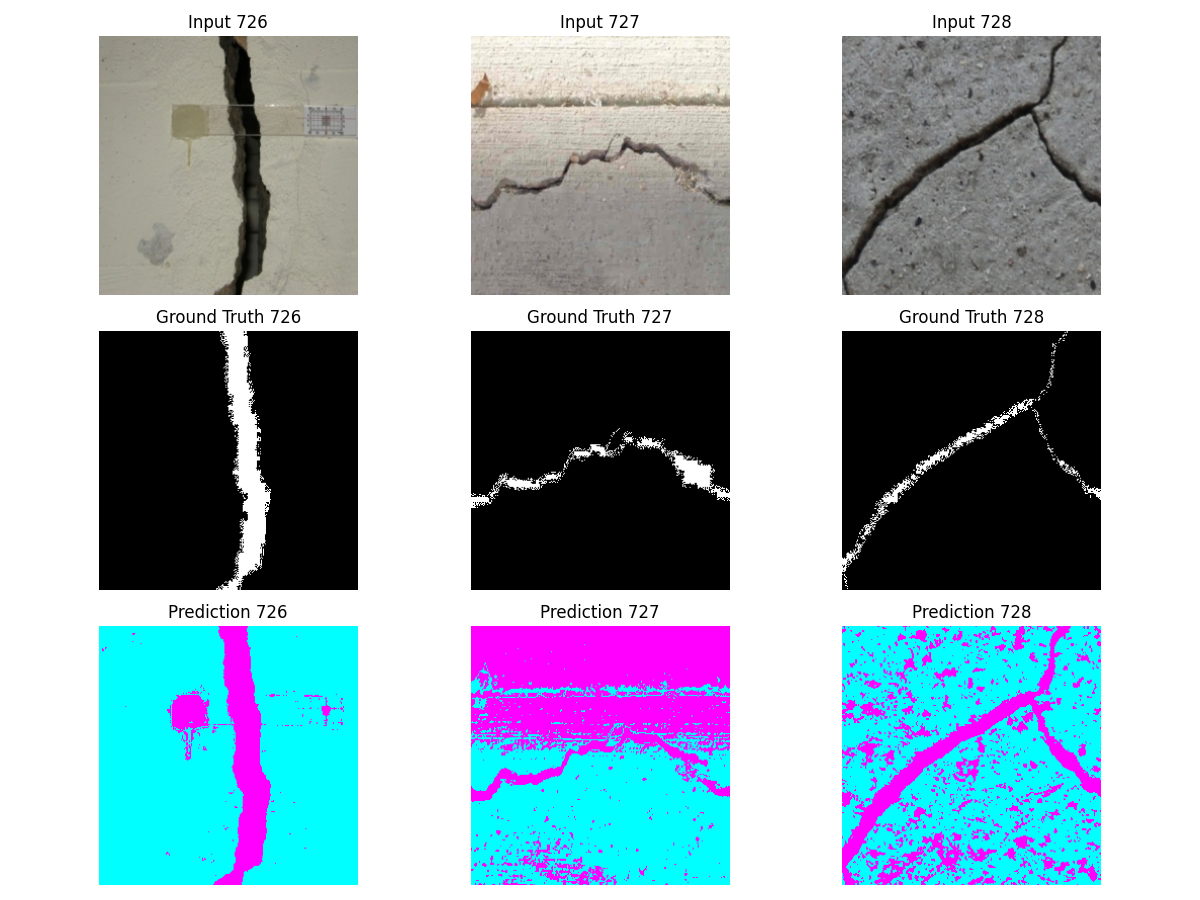 Input 726
Input 727
Input 728
Ground Truth 726
Ground Truth 727
Ground Truth 728
Prediction 726
Prediction 727
Prediction 728